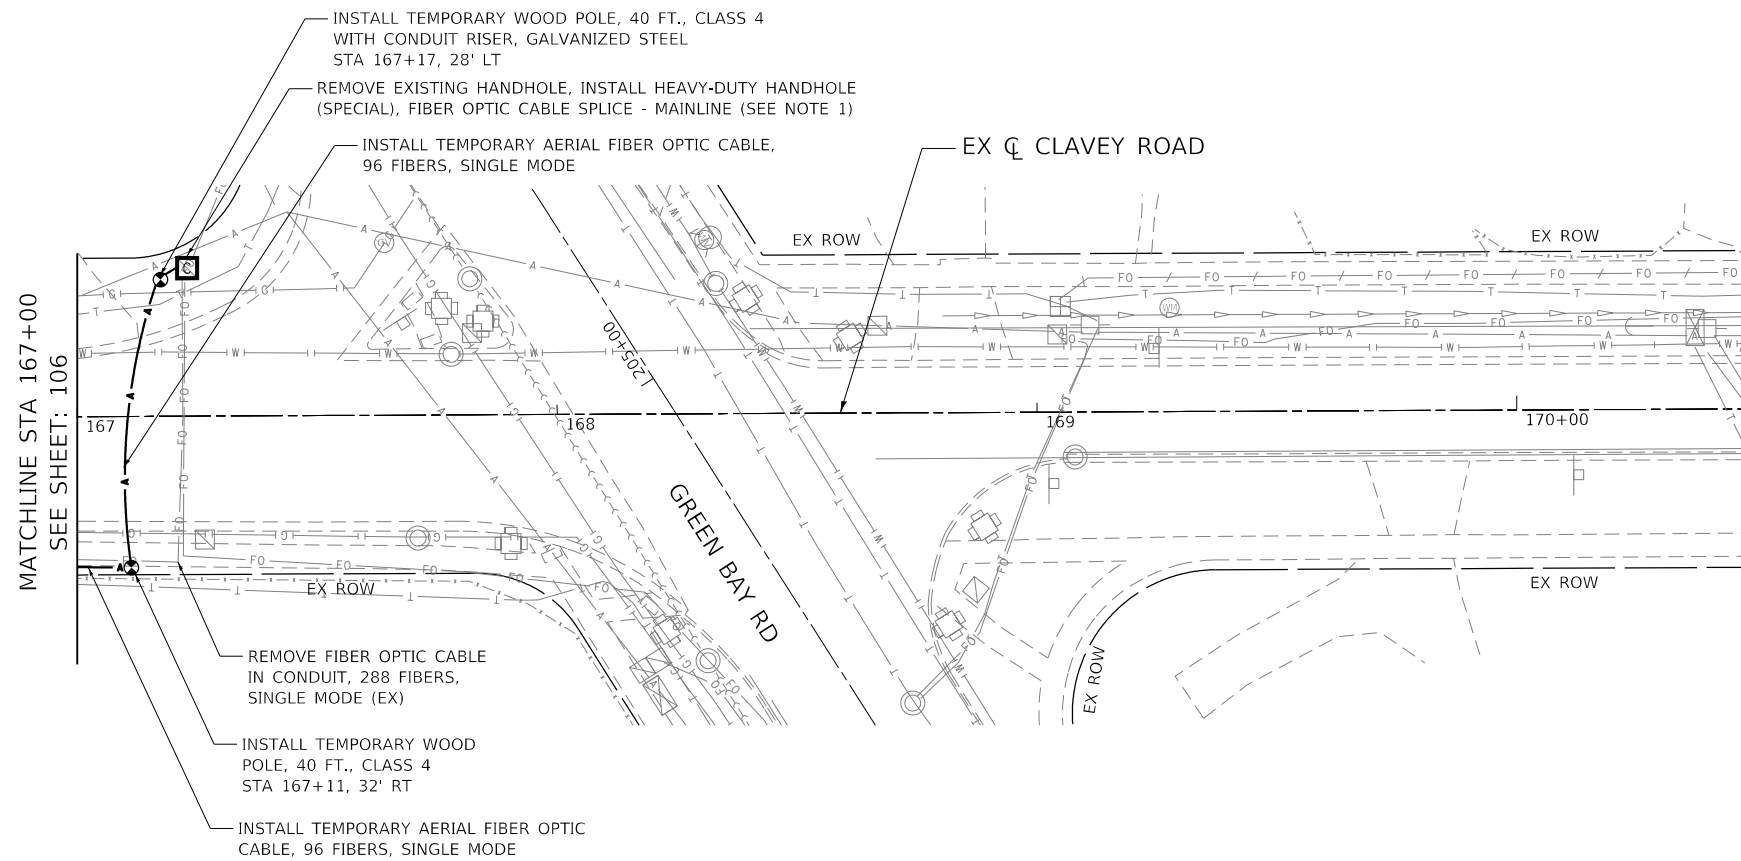 INSTALL TEMPORARY WOOD POLE, 40 FT., CLASS 4
WITH CONDUIT RISER, GALVANIZED STEEL
STA 167+17, 28' LT
REMOVE EXISTING HANDHOLE, INSTALL HEAVY-DUTY HANDHOLE
(SPECIAL), FIBER OPTIC CABLE SPLICE - MAINLINE (SEE NOTE 1)
INSTALL TEMPORARY AERIAL FIBER OPTIC CABLE,
96 FIBERS, SINGLE MODE
EX ℄ CLAVEY ROAD
EX ROW
EX ROW
MATCHLINE STA 167+00
SEE SHEET: 106
1205+00
167
168
169
170+00
GREEN BAY RD
EX ROW
EX ROW
EX ROW
REMOVE FIBER OPTIC CABLE
IN CONDUIT, 288 FIBERS,
SINGLE MODE (EX)
INSTALL TEMPORARY WOOD
POLE, 40 FT., CLASS 4
STA 167+11, 32' RT
INSTALL TEMPORARY AERIAL FIBER OPTIC
CABLE, 96 FIBERS, SINGLE MODE